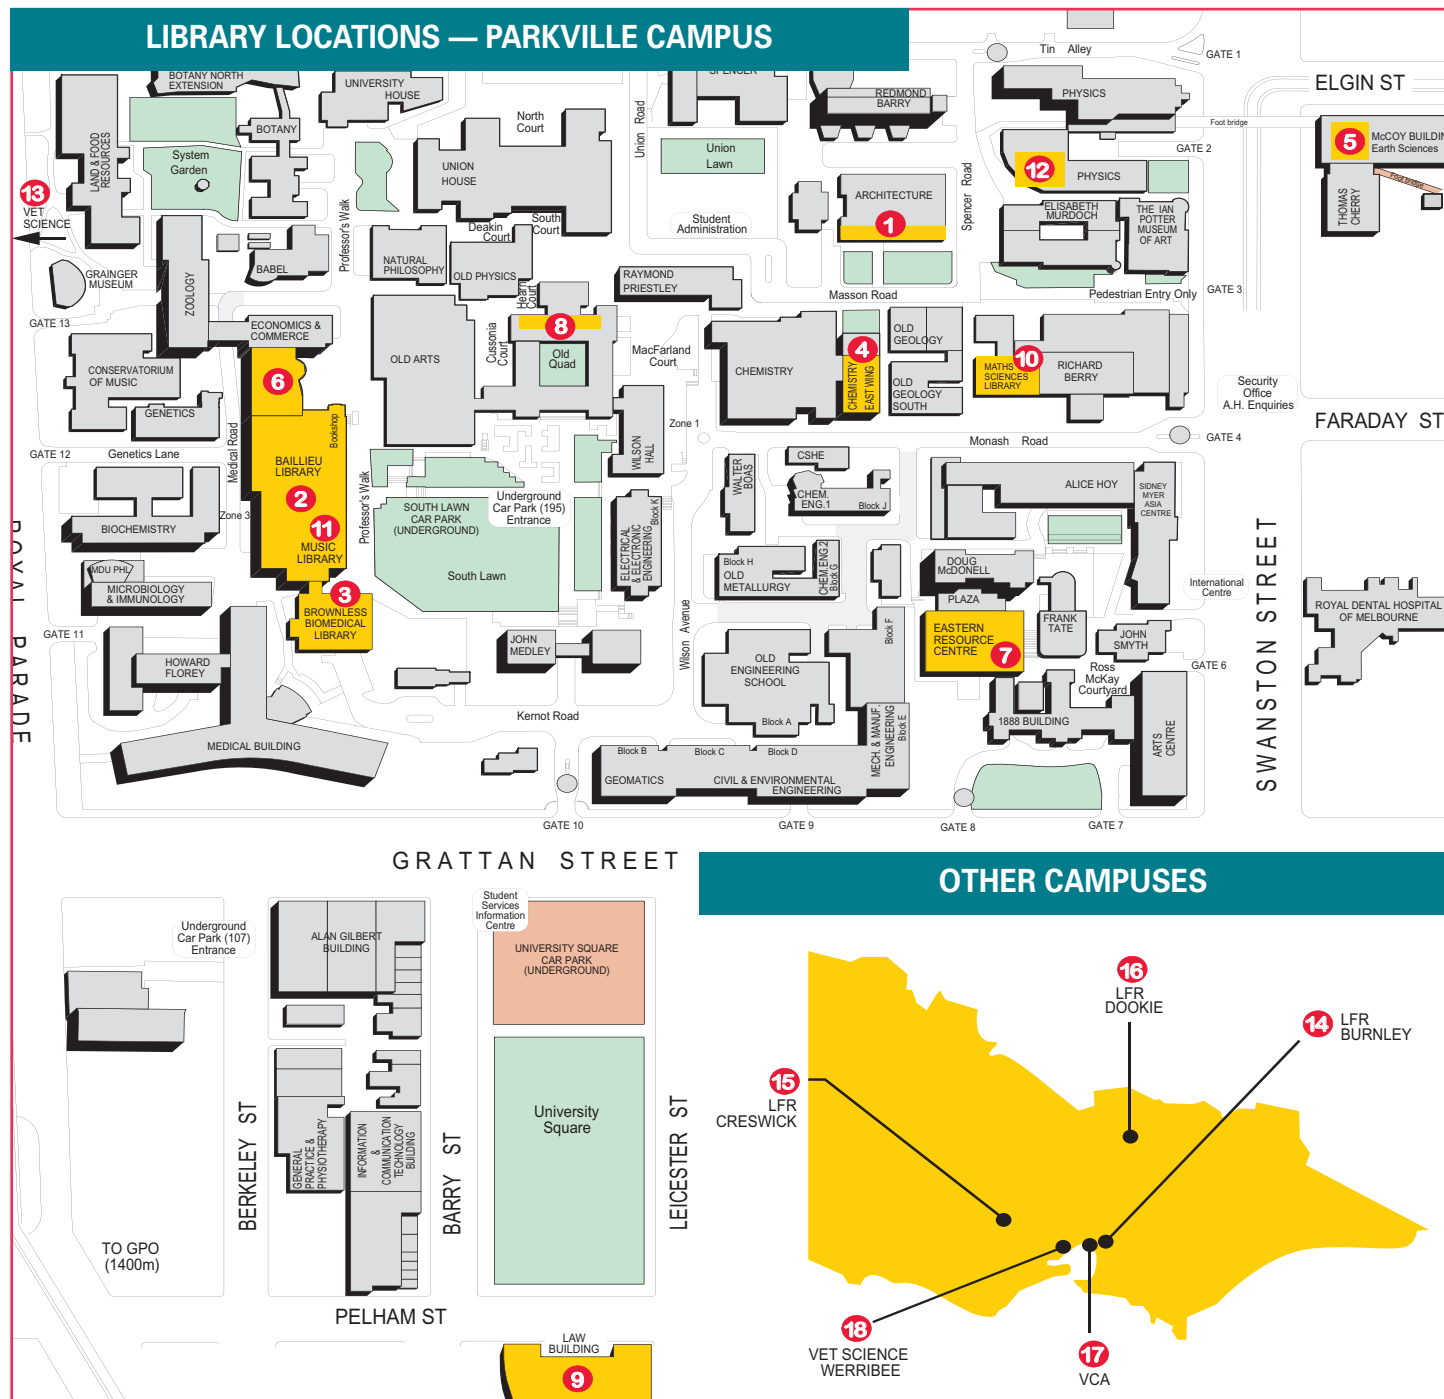 LIBRARY LOCATIONS — PARKVILLE CAMPUS
Tin Alley
GATE 1
BOTANY NORTH
EXTENSION
UNIVERSITY
HOUSE
REDMOND
BARRY
PHYSICS
ELGIN ST
North
Court
Union Road
Foot bridge
LAND & FOOD
RESOURCES
BOTANY
System
Garden
UNION
HOUSE
Union
Lawn
GATE 2
5
McCOY BUILDIN
Earth Sciences
Foot bridge
THOMAS
CHERRY
12
PHYSICS
13
VET
SCIENCE
ARCHITECTURE
1
Spencer Road
ELISABETH
MURDOCH
THE IAN
POTTER
MUSEUM
OF ART
Professor's Walk
Deakin
Court
South
Court
Student
Administration
GRAINGER
MUSEUM
ZOOLOGY
BABEL
NATURAL
PHILOSOPHY
OLD PHYSICS
RAYMOND
PRIESTLEY
Hearn
Court
Masson Road
Pedestrian Entry Only
GATE 3
GATE 13
ECONOMICS &
COMMERCE
8
Cussonia
Court
Old
Quad
OLD ARTS
MacFarland
Court
CHEMISTRY
4
CHEMISTRY
EAST WING
OLD
GEOLOGY
OLD
GEOLOGY
SOUTH
10
MATHS
SCIENCES
LIBRARY
RICHARD
BERRY
CONSERVATORIUM
OF MUSIC
GENETICS
6
Security
Office
A.H. Enquiries
FARADAY ST
Bookshop
Zone 1
WILSON
HALL
Monash Road
GATE 4
GATE 12
Genetics Lane
Medical Road
BAILLIEU
LIBRARY
2
11
MUSIC
LIBRARY
Professor's Walk
SOUTH LAWN
CAR PARK
(UNDERGROUND)
Underground
Car Park (195)
Entrance
South Lawn
WALTER
BOAS
CSHE
CHEM.
ENG.1
Block J
ALICE HOY
SIDNEY
MYER
ASIA
CENTRE
Zone 3
BIOCHEMISTRY
ELECTRICAL
& ELECTRONIC
ENGINEERING
Block K
Block H
OLD
METALLURGY
CHEM.ENG.2
Block G
DOUG
McDONELL
PLAZA
International
Centre
MDU PHL
MICROBIOLOGY
& IMMUNOLOGY
3
BROWNLESS
BIOMEDICAL
LIBRARY
ROYAL PARADE
GATE 11
HOWARD
FLOREY
JOHN
MEDLEY
Wilson Avenue
OLD
ENGINEERING
SCHOOL
Block A
Block F
EASTERN
RESOURCE
CENTRE
7
FRANK
TATE
JOHN
SMYTH
Ross
McKay
Courtyard
GATE 6
SWANSTON STREET
ROYAL DENTAL HOSPITAL
OF MELBOURNE
Kernot Road
MEDICAL BUILDING
1888 BUILDING
ARTS
CENTRE
Block B
Block C
Block D
GEOMATICS
CIVIL & ENVIRONMENTAL
ENGINEERING
MECH. & MANUF.
ENGINEERING
Block E
GATE 10
GATE 9
GATE 8
GATE 7
GRATTAN STREET
OTHER CAMPUSES
Underground
Car Park (107)
Entrance
ALAN GILBERT
BUILDING
Student
Services
Information
Centre
UNIVERSITY SQUARE
CAR PARK
(UNDERGROUND)
16
LFR
DOOKIE
14
LFR
BURNLEY
15
LFR
CRESWICK
BERKELEY ST
GENERAL
PRACTICE &
PHYSIOTHERAPY
INFORMATION
&
COMMUNICATION
TECHNOLOGY
BUILDING
BARRY ST
University
Square
LEICESTER ST
TO GPO
(1400m)
PELHAM ST
18
VET SCIENCE
WERRIBEE
17
VCA
LAW
BUILDING
9